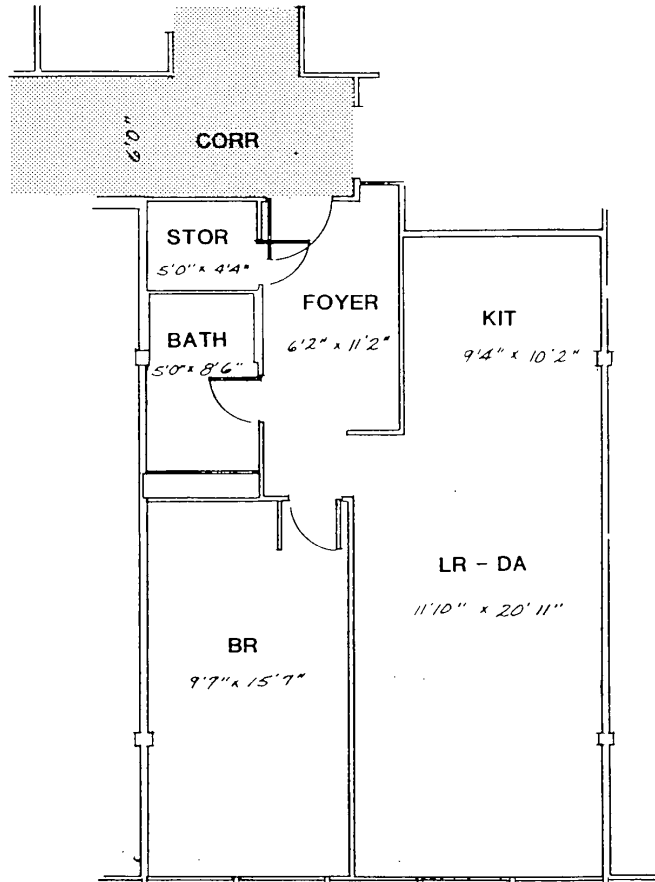 6'0"
CORR
STOR
5'0" x 4'4"
FOYER
6'2" x 11'2"
KIT
9'4" x 10'2"
BATH
5'0" x 8'6"
LR - DA
11'10" x 20'11"
BR
9'7" x 15'7"